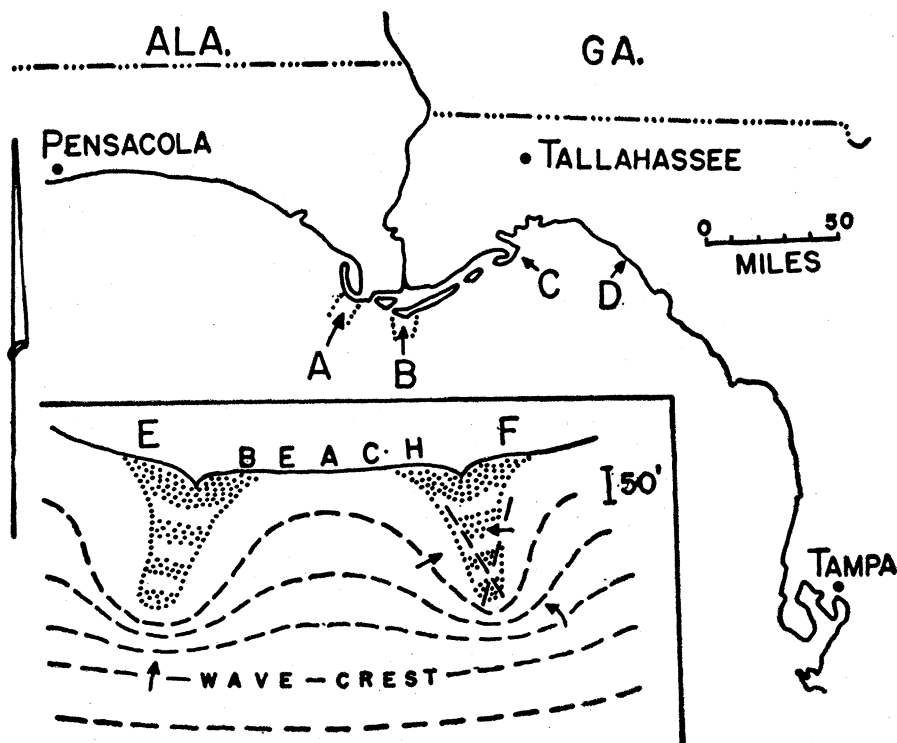 ALA.
GA.
PENSACOLA
TALLAHASSEE
0 50
MILES
C
D
A
B
E
F
BEACH
50'
TAMPA
WAVE-CREST